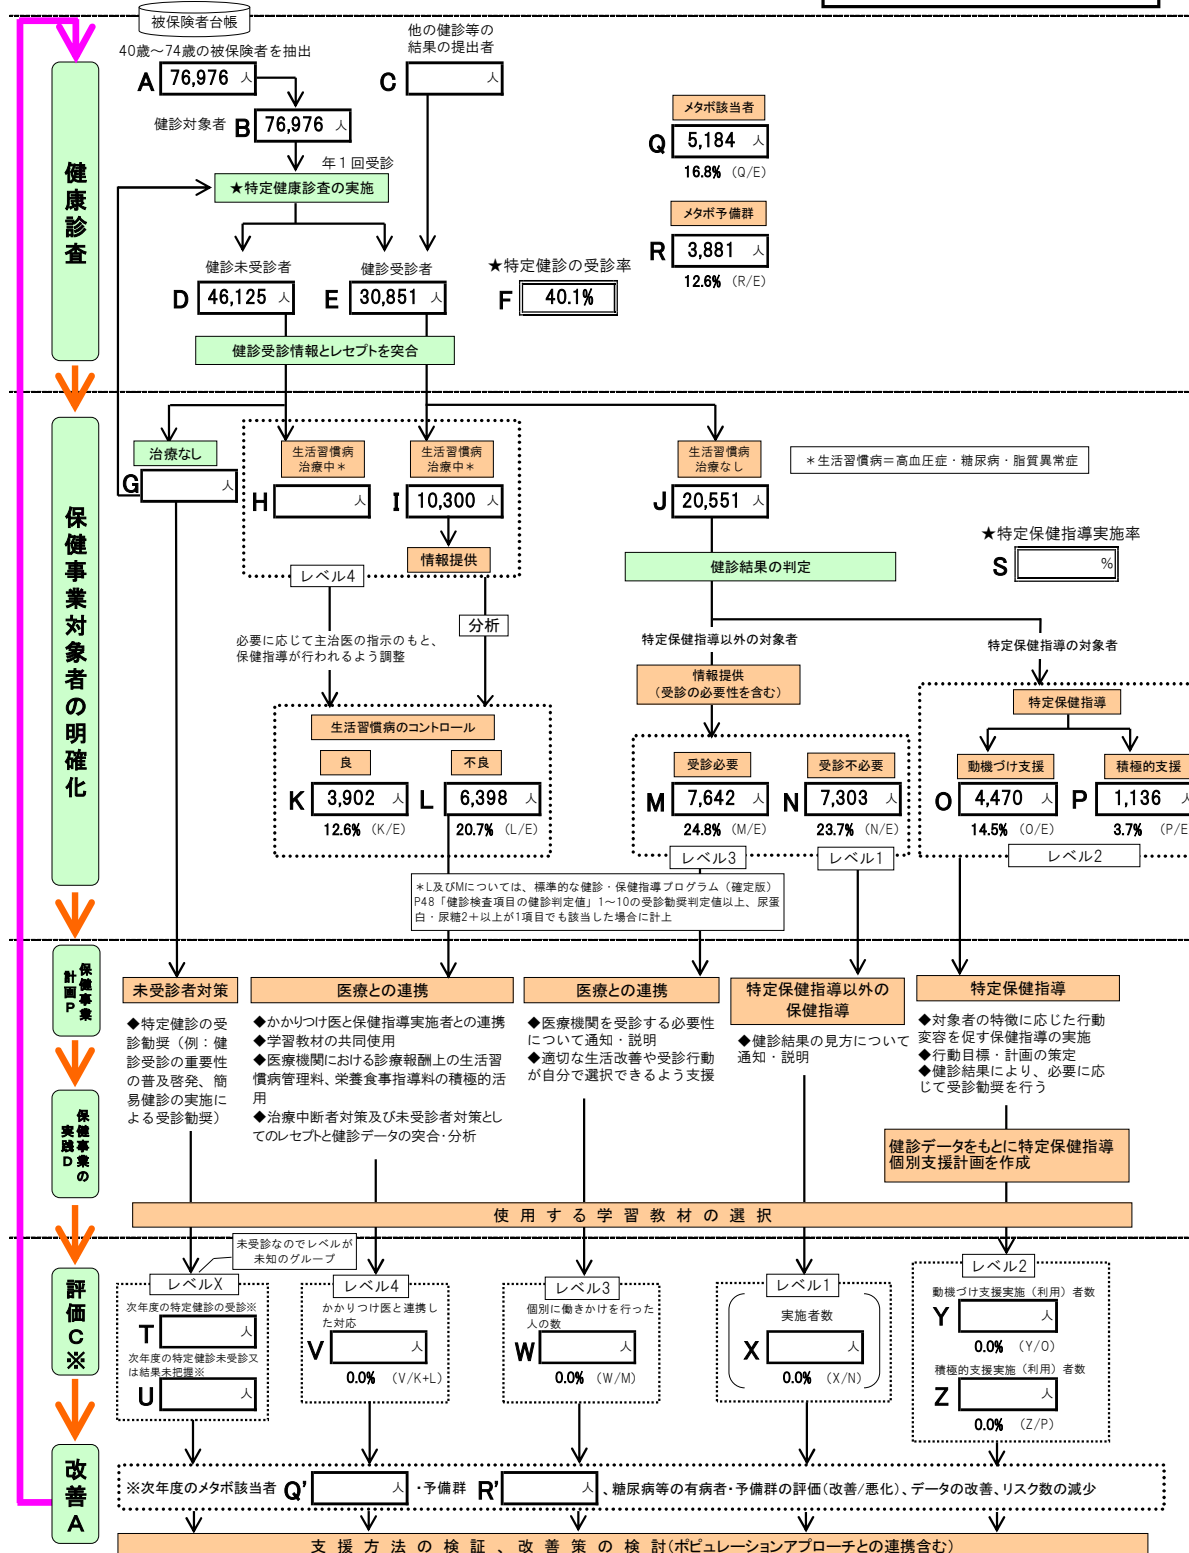 被保険者台帳
40歳～74歳の被保険者を抽出
A 76,976 人
他の健診等の
結果の提出者
C 人
健診対象者 B 76,976 人
年1回受診
★特定健康診査の実施
メタボ該当者
Q 5,184 人
16.8% (Q/E)
メタボ予備群
R 3,881 人
12.6% (R/E)
健康診査
健診未受診者
D 46,125 人
健診受診者
E 30,851 人
★特定健診の受診率
F 40.1%
健診受診情報とレセプトを突合
治療なし
G 人
生活習慣病
治療中＊
H 人
生活習慣病
治療中＊
I 10,300 人
情報提供
レベル4
生活習慣病
治療なし
J 20,551 人
＊生活習慣病＝高血圧症・糖尿病・脂質異常症
★特定保健指導実施率
S %
健診結果の判定
保健事業対象者の明確化
分析
必要に応じて主治医の指示のもと、
保健指導が行われるよう調整
特定保健指導以外の対象者
特定保健指導の対象者
情報提供
（受診の必要性を含む）
特定保健指導
生活習慣病のコントロール
良
K 3,902 人
12.6% (K/E)
不良
L 6,398 人
20.7% (L/E)
受診必要
M 7,642 人
24.8% (M/E)
レベル3
受診不必要
N 7,303 人
23.7% (N/E)
レベル1
動機づけ支援
O 4,470 人
14.5% (O/E)
積極的支援
P 1,136 人
3.7% (P/E
レベル2
＊L及びMについては、標準的な健診・保健指導プログラム（確定版）
P48「健診検査項目の健診判定値」1～10の受診勧奨判定値以上、尿蛋
白・尿糖2＋以上が1項目でも該当した場合に計上
保健事業
計画P
未受診者対策
◆特定健診の受
診勧奨（例：健
診受診の重要性
の普及啓発、簡
易健診の実施に
よる受診勧奨）
医療との連携
◆かかりつけ医と保健指導実施者との連携
◆学習教材の共同使用
◆医療機関における診療報酬上の生活習
慣病管理料、栄養食事指導料の積極的活
用
◆治療中断者対策及び未受診者対策とし
てのレセプトと健診データの突合・分析
医療との連携
◆医療機関を受診する必要性
について通知・説明
◆適切な生活改善や受診行動
が自分で選択できるよう支援
特定保健指導以外の
保健指導
◆健診結果の見方について
通知・説明
特定保健指導
◆対象者の特徴に応じた行動
変容を促す保健指導の実施
◆行動目標・計画の策定
◆健診結果により、必要に応
じて受診勧奨を行う
保健事業の
実践D
健診データをもとに特定保健指導
個別支援計画を作成
使用する学習教材の選択
評価C※
未受診なのでレベルが
未知のグループ
レベルX
次年度の特定健診の受診※
T 人
次年度の特定健診未受診又
は結果未把握※
U 人
レベル4
かかりつけ医と連携し
た対応
V 人
0.0% (V/K+L)
レベル3
個別に働きかけを行った
人の数
W 人
0.0% (W/M)
レベル1
実施者数
X 人
0.0% (X/N)
レベル2
動機づけ支援実施（利用）者数
Y 人
0.0% (Y/O)
積極的支援実施（利用）者数
Z 人
0.0% (Z/P)
改善A
※次年度のメタボ該当者 Q' 人 ・予備群 R' 人 、糖尿病等の有病者・予備群の評価（改善/悪化）、データの改善、リスク数の減少
支援方法の検証、改善策の検討（ポピュレーションアプローチとの連携含む）